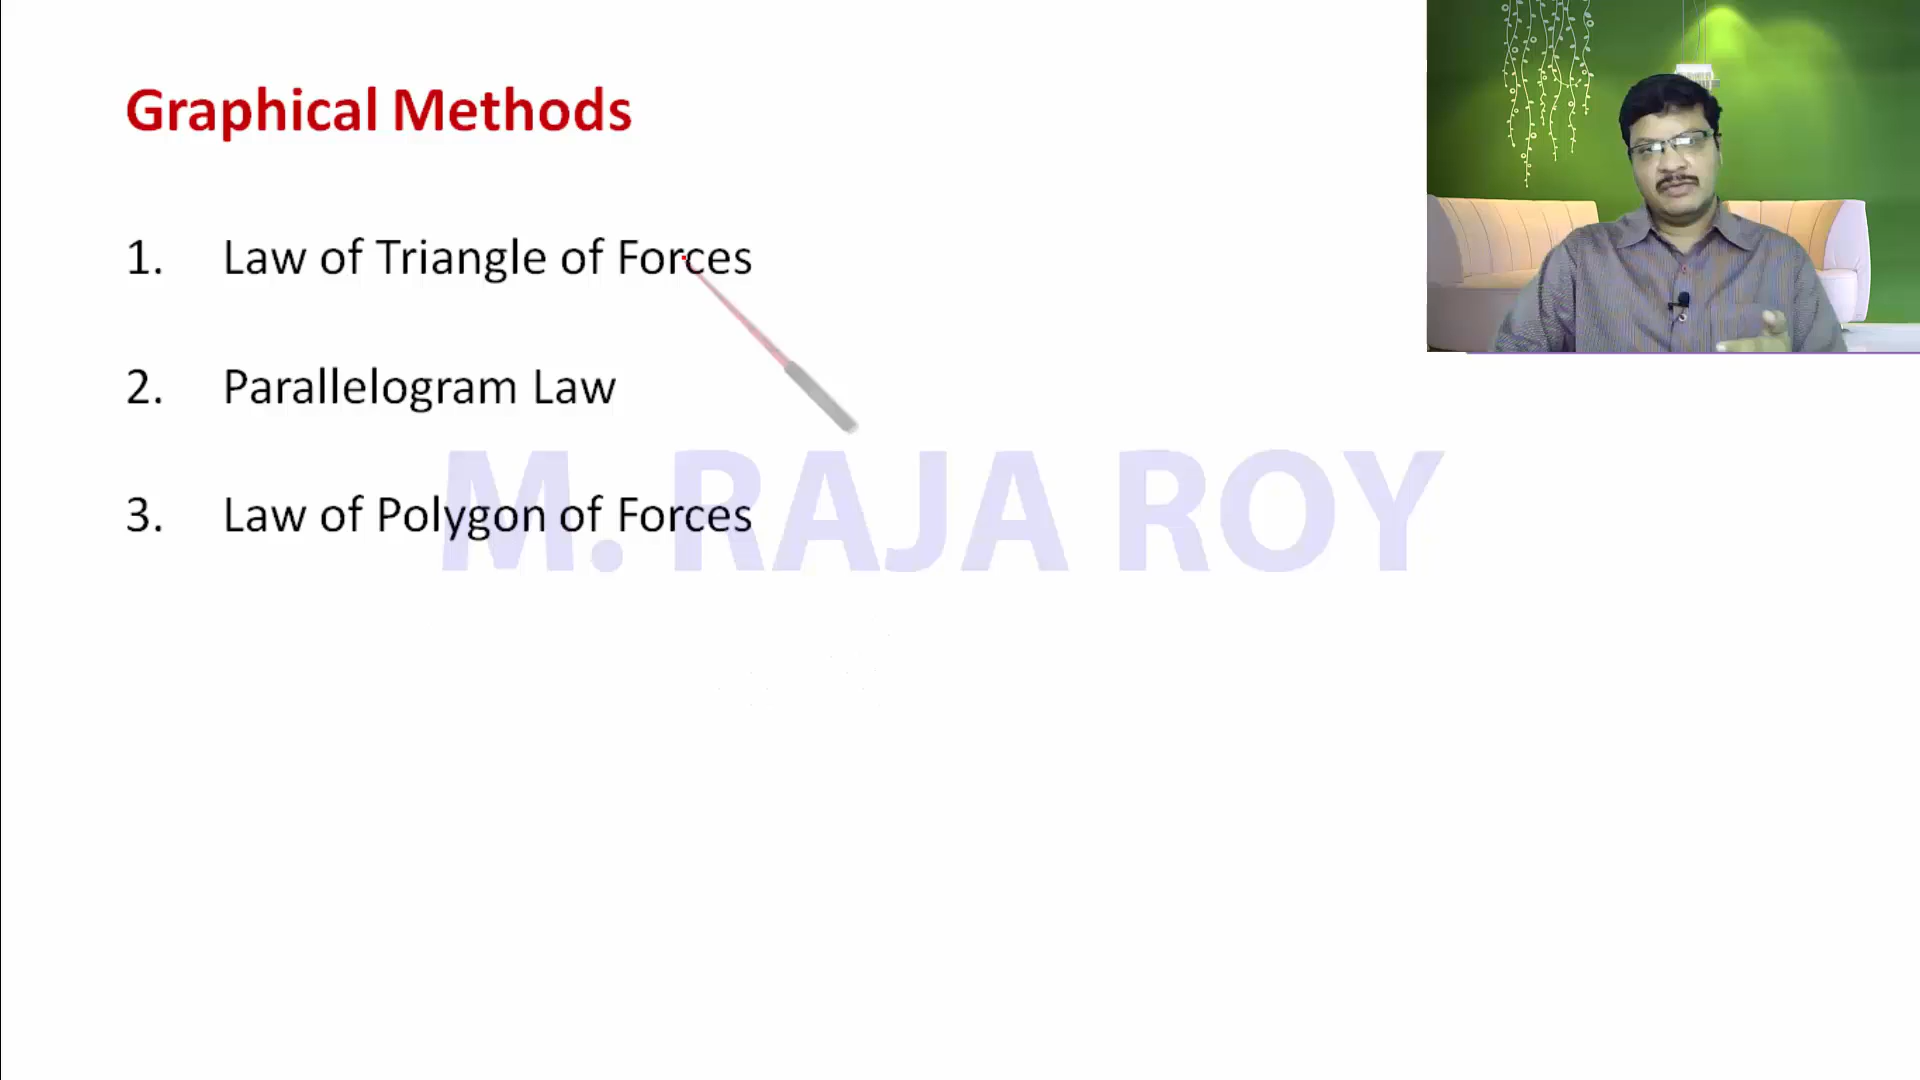 Graphical Methods
1. Law of Triangle of Forces
2. Parallelogram Law
3. Law of Polygon of Forces
M. RAJA ROY